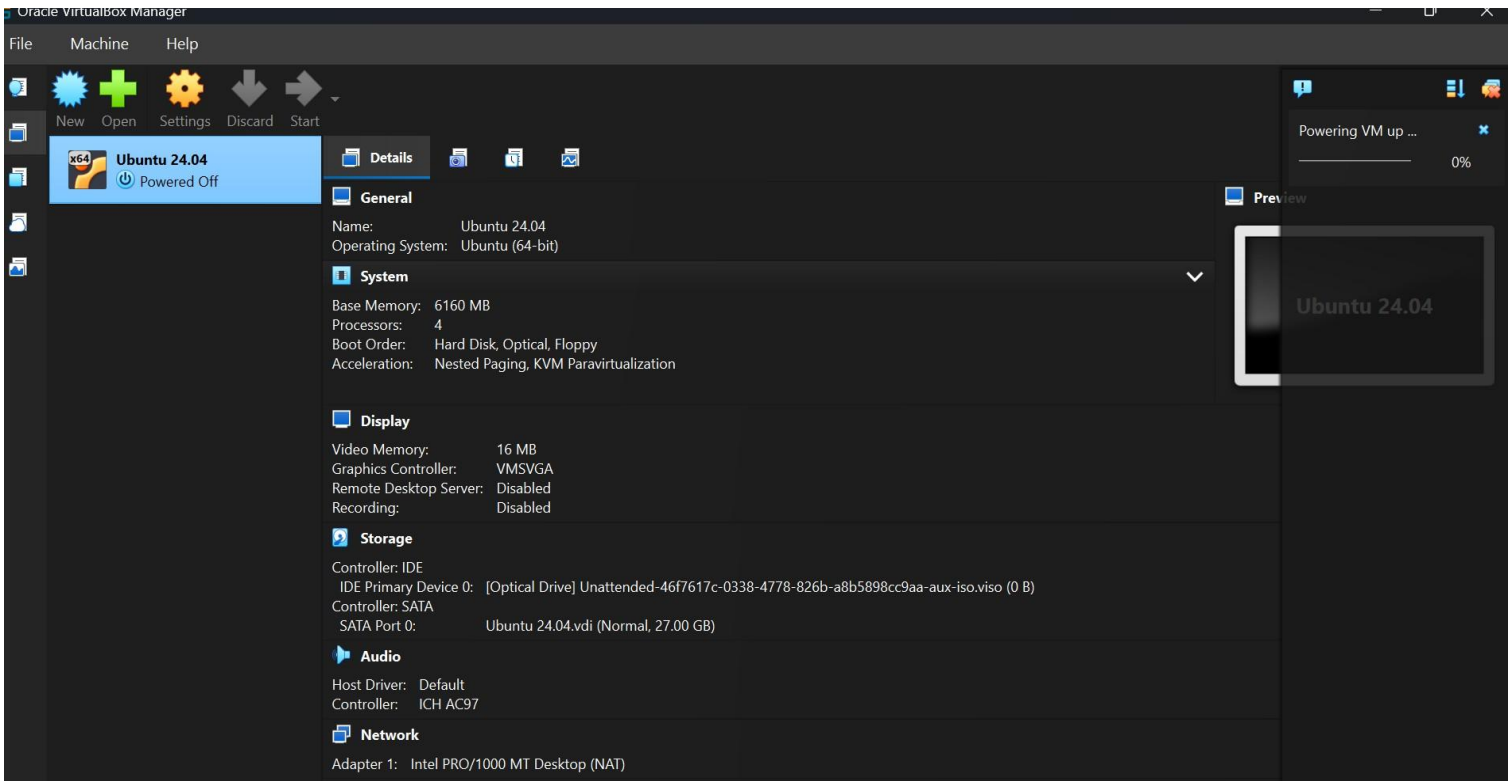 Oracle VirtualBox Manager
File Machine Help
New Open Settings Discard Start
x64
Ubuntu 24.04
Powered Off
Details
General
Name: Ubuntu 24.04
Operating System: Ubuntu (64-bit)
System
Base Memory: 6160 MB
Processors: 4
Boot Order: Hard Disk, Optical, Floppy
Acceleration: Nested Paging, KVM Paravirtualization
Display
Video Memory: 16 MB
Graphics Controller: VMSVGA
Remote Desktop Server: Disabled
Recording: Disabled
Storage
Controller: IDE
IDE Primary Device 0: [Optical Drive] Unattended-46f7617c-0338-4778-826b-a8b5898cc9aa-aux-iso.viso (0 B)
Controller: SATA
SATA Port 0: Ubuntu 24.04.vdi (Normal, 27.00 GB)
Audio
Host Driver: Default
Controller: ICH AC97
Network
Adapter 1: Intel PRO/1000 MT Desktop (NAT)
Powering VM up ...
0%
Preview
Ubuntu 24.04